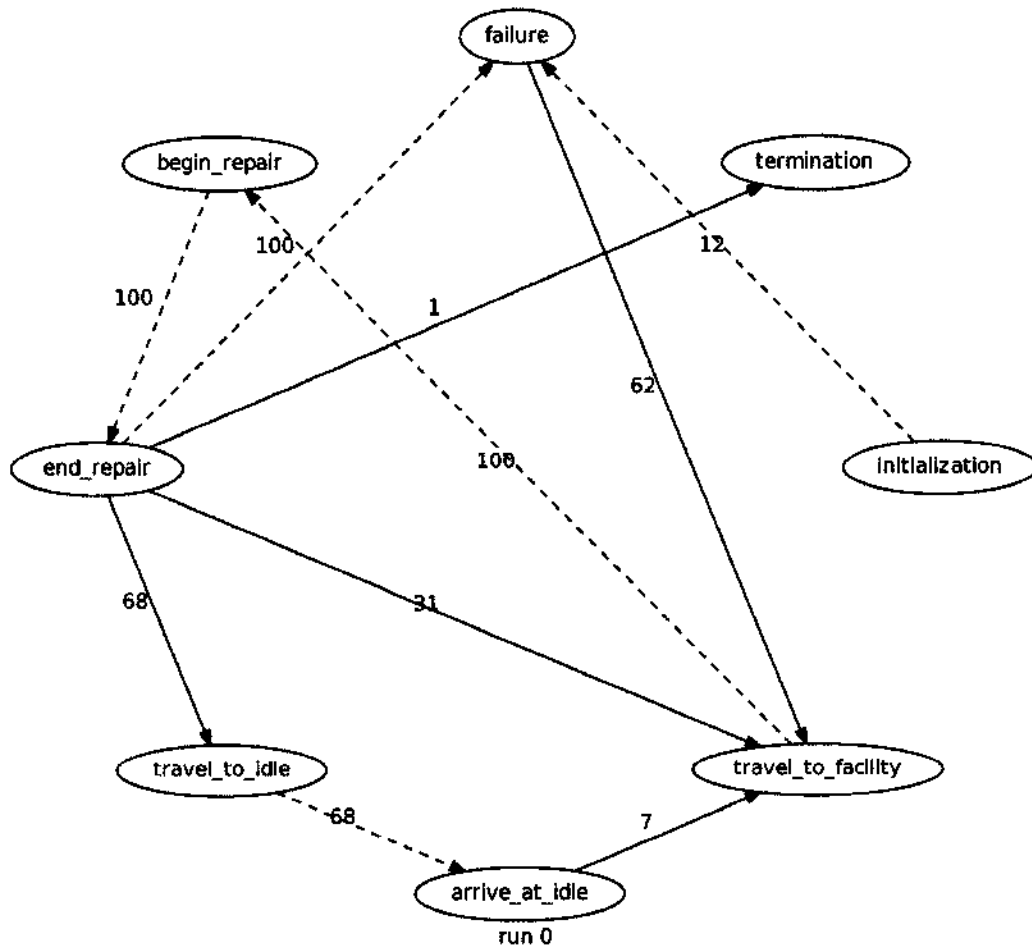 failure
begin_repair
termination
100
12
100
1
62
100
end_repair
initialization
68
31
travel_to_idle
travel_to_facility
68
7
arrive_at_idle
run 0